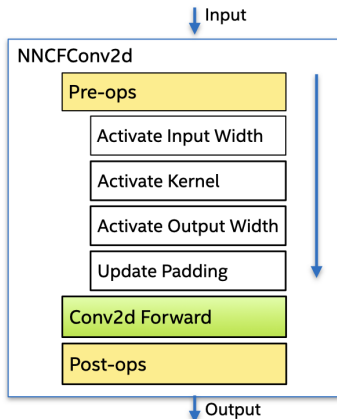 Input
NNCFConv2d
Pre-ops
Activate Input Width
Activate Kernel
Activate Output Width
Update Padding
Conv2d Forward
Post-ops
Output